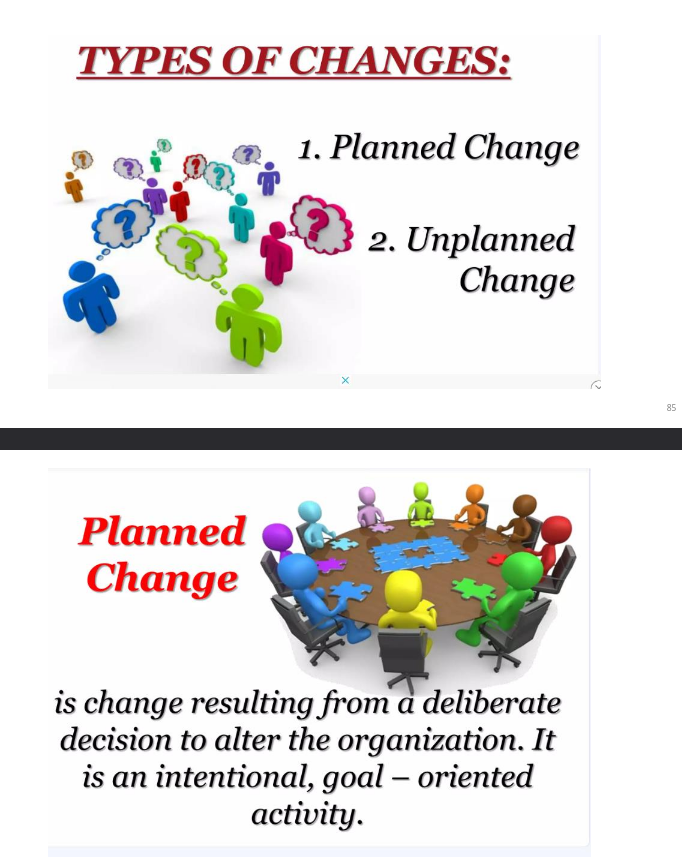 TYPES OF CHANGES:
1. Planned Change
2. Unplanned
Change
85
Planned
Change
is change resulting from a deliberate
decision to alter the organization. It
is an intentional, goal – oriented
activity.